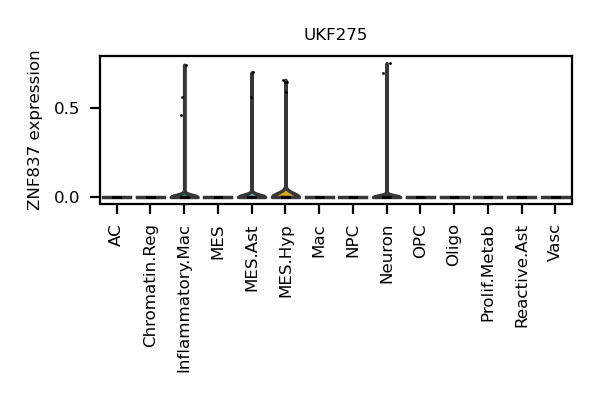 UKF275
ZNF837 expression
0.5
0.0
AC
Chromatin.Reg
Inflammatory.Mac
MES
MES.Ast
MES.Hyp
Mac
NPC
Neuron
OPC
Oligo
Prolif.Metab
Reactive.Ast
Vasc